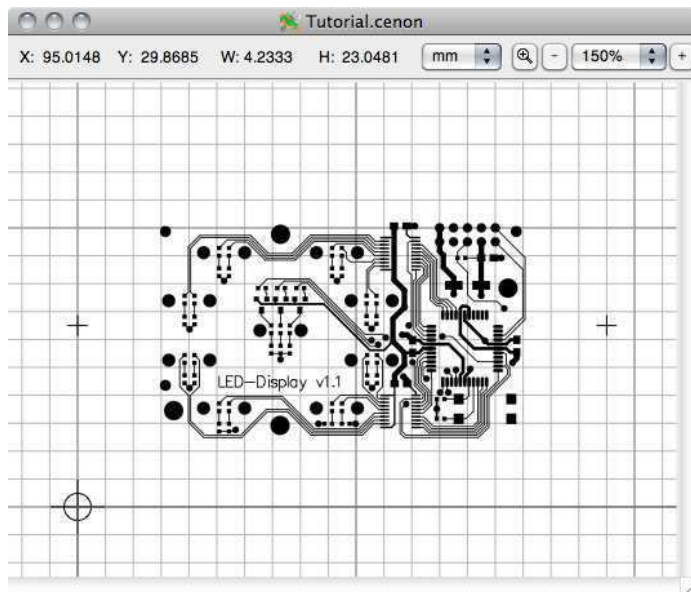 Tutorial.cenon
X: 95.0148 Y: 29.8685 W: 4.2333 H: 23.0481 mm - 150% +
LED-Display v1.1